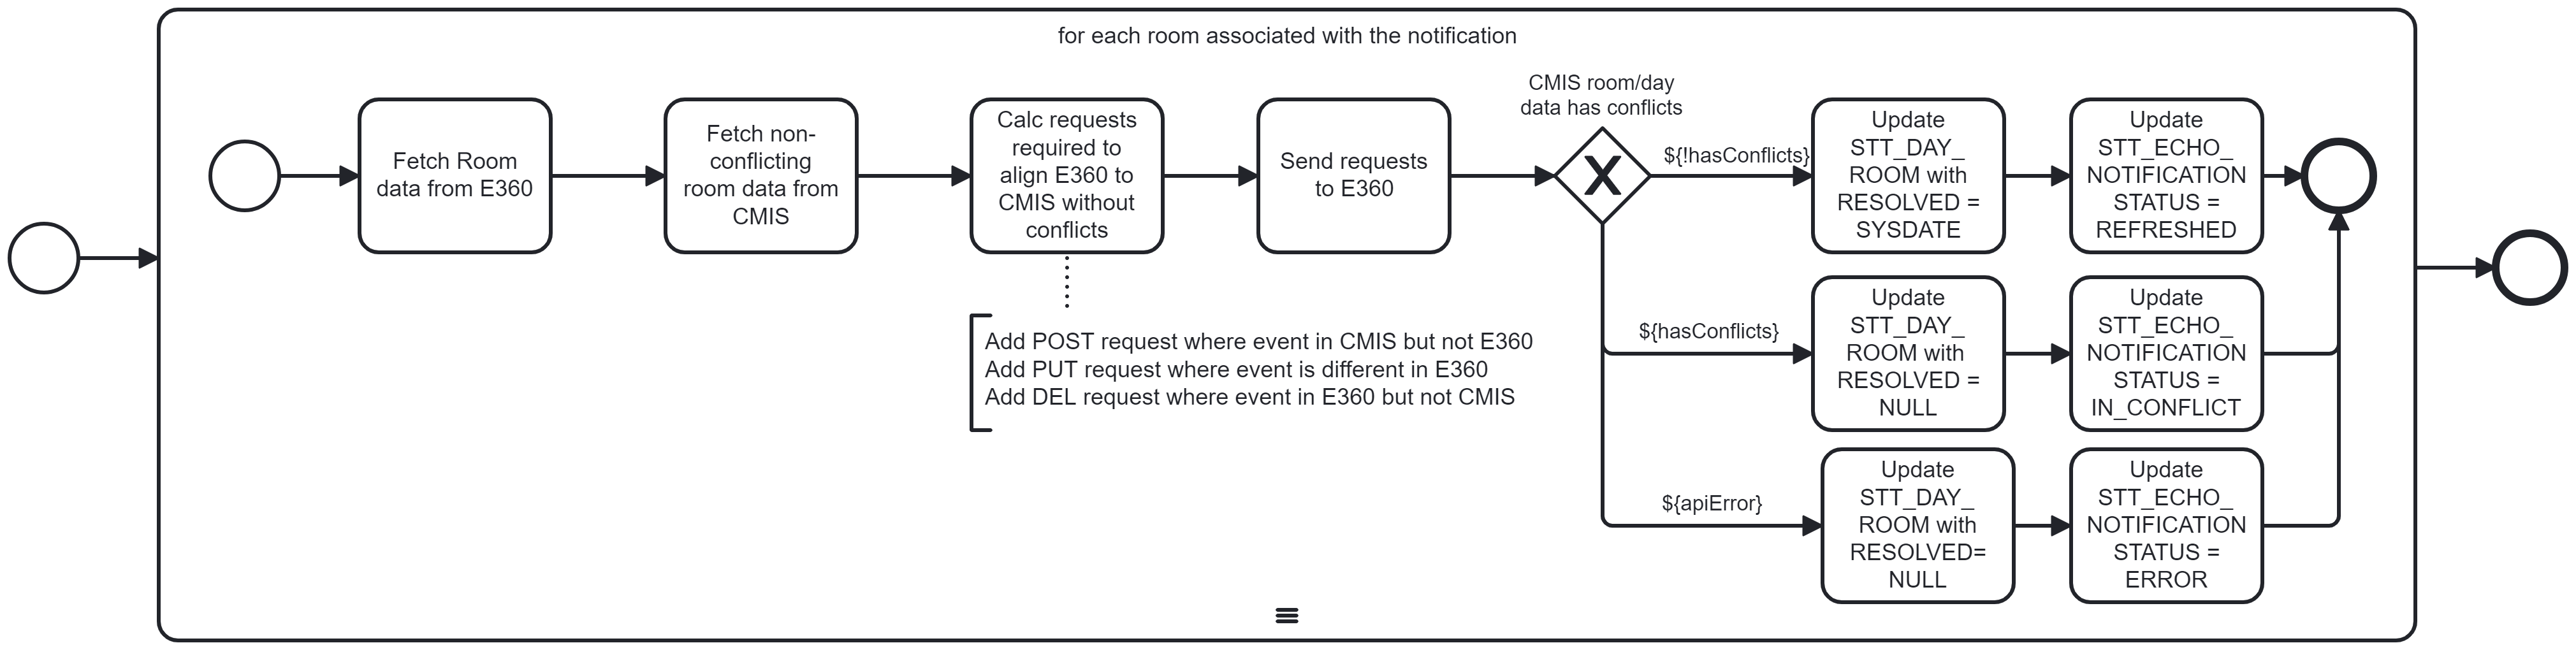 for each room associated with the notification
Fetch Room
data from E360
Fetch non-
conflicting
room data from
CMIS
Calc requests
required to
align E360 to
CMIS without
conflicts
Send requests
to E360
CMIS room/day
data has conflicts
${!hasConflicts}
Update
STT_DAY_
ROOM with
RESOLVED =
SYSDATE
Update
STT_ECHO_
NOTIFICATION
STATUS =
REFRESHED
Add POST request where event in CMIS but not E360
Add PUT request where event is different in E360
Add DEL request where event in E360 but not CMIS
${hasConflicts}
Update
STT_DAY_
ROOM with
RESOLVED =
NULL
Update
STT_ECHO_
NOTIFICATION
STATUS =
IN_CONFLICT
${apiError}
Update
STT_DAY_
ROOM with
RESOLVED=
NULL
Update
STT_ECHO_
NOTIFICATION
STATUS =
ERROR